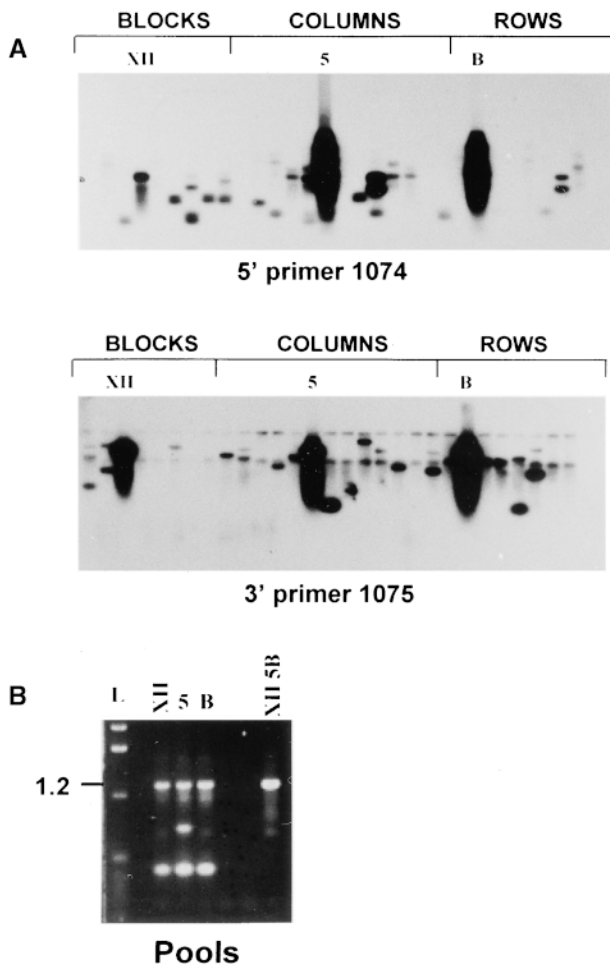 A
BLOCKS COLUMNS ROWS
XII 5 B
5' primer 1074
BLOCKS COLUMNS ROWS
XII 5 B
3' primer 1075
B
L XII 5 B XII 5B
1.2
Pools